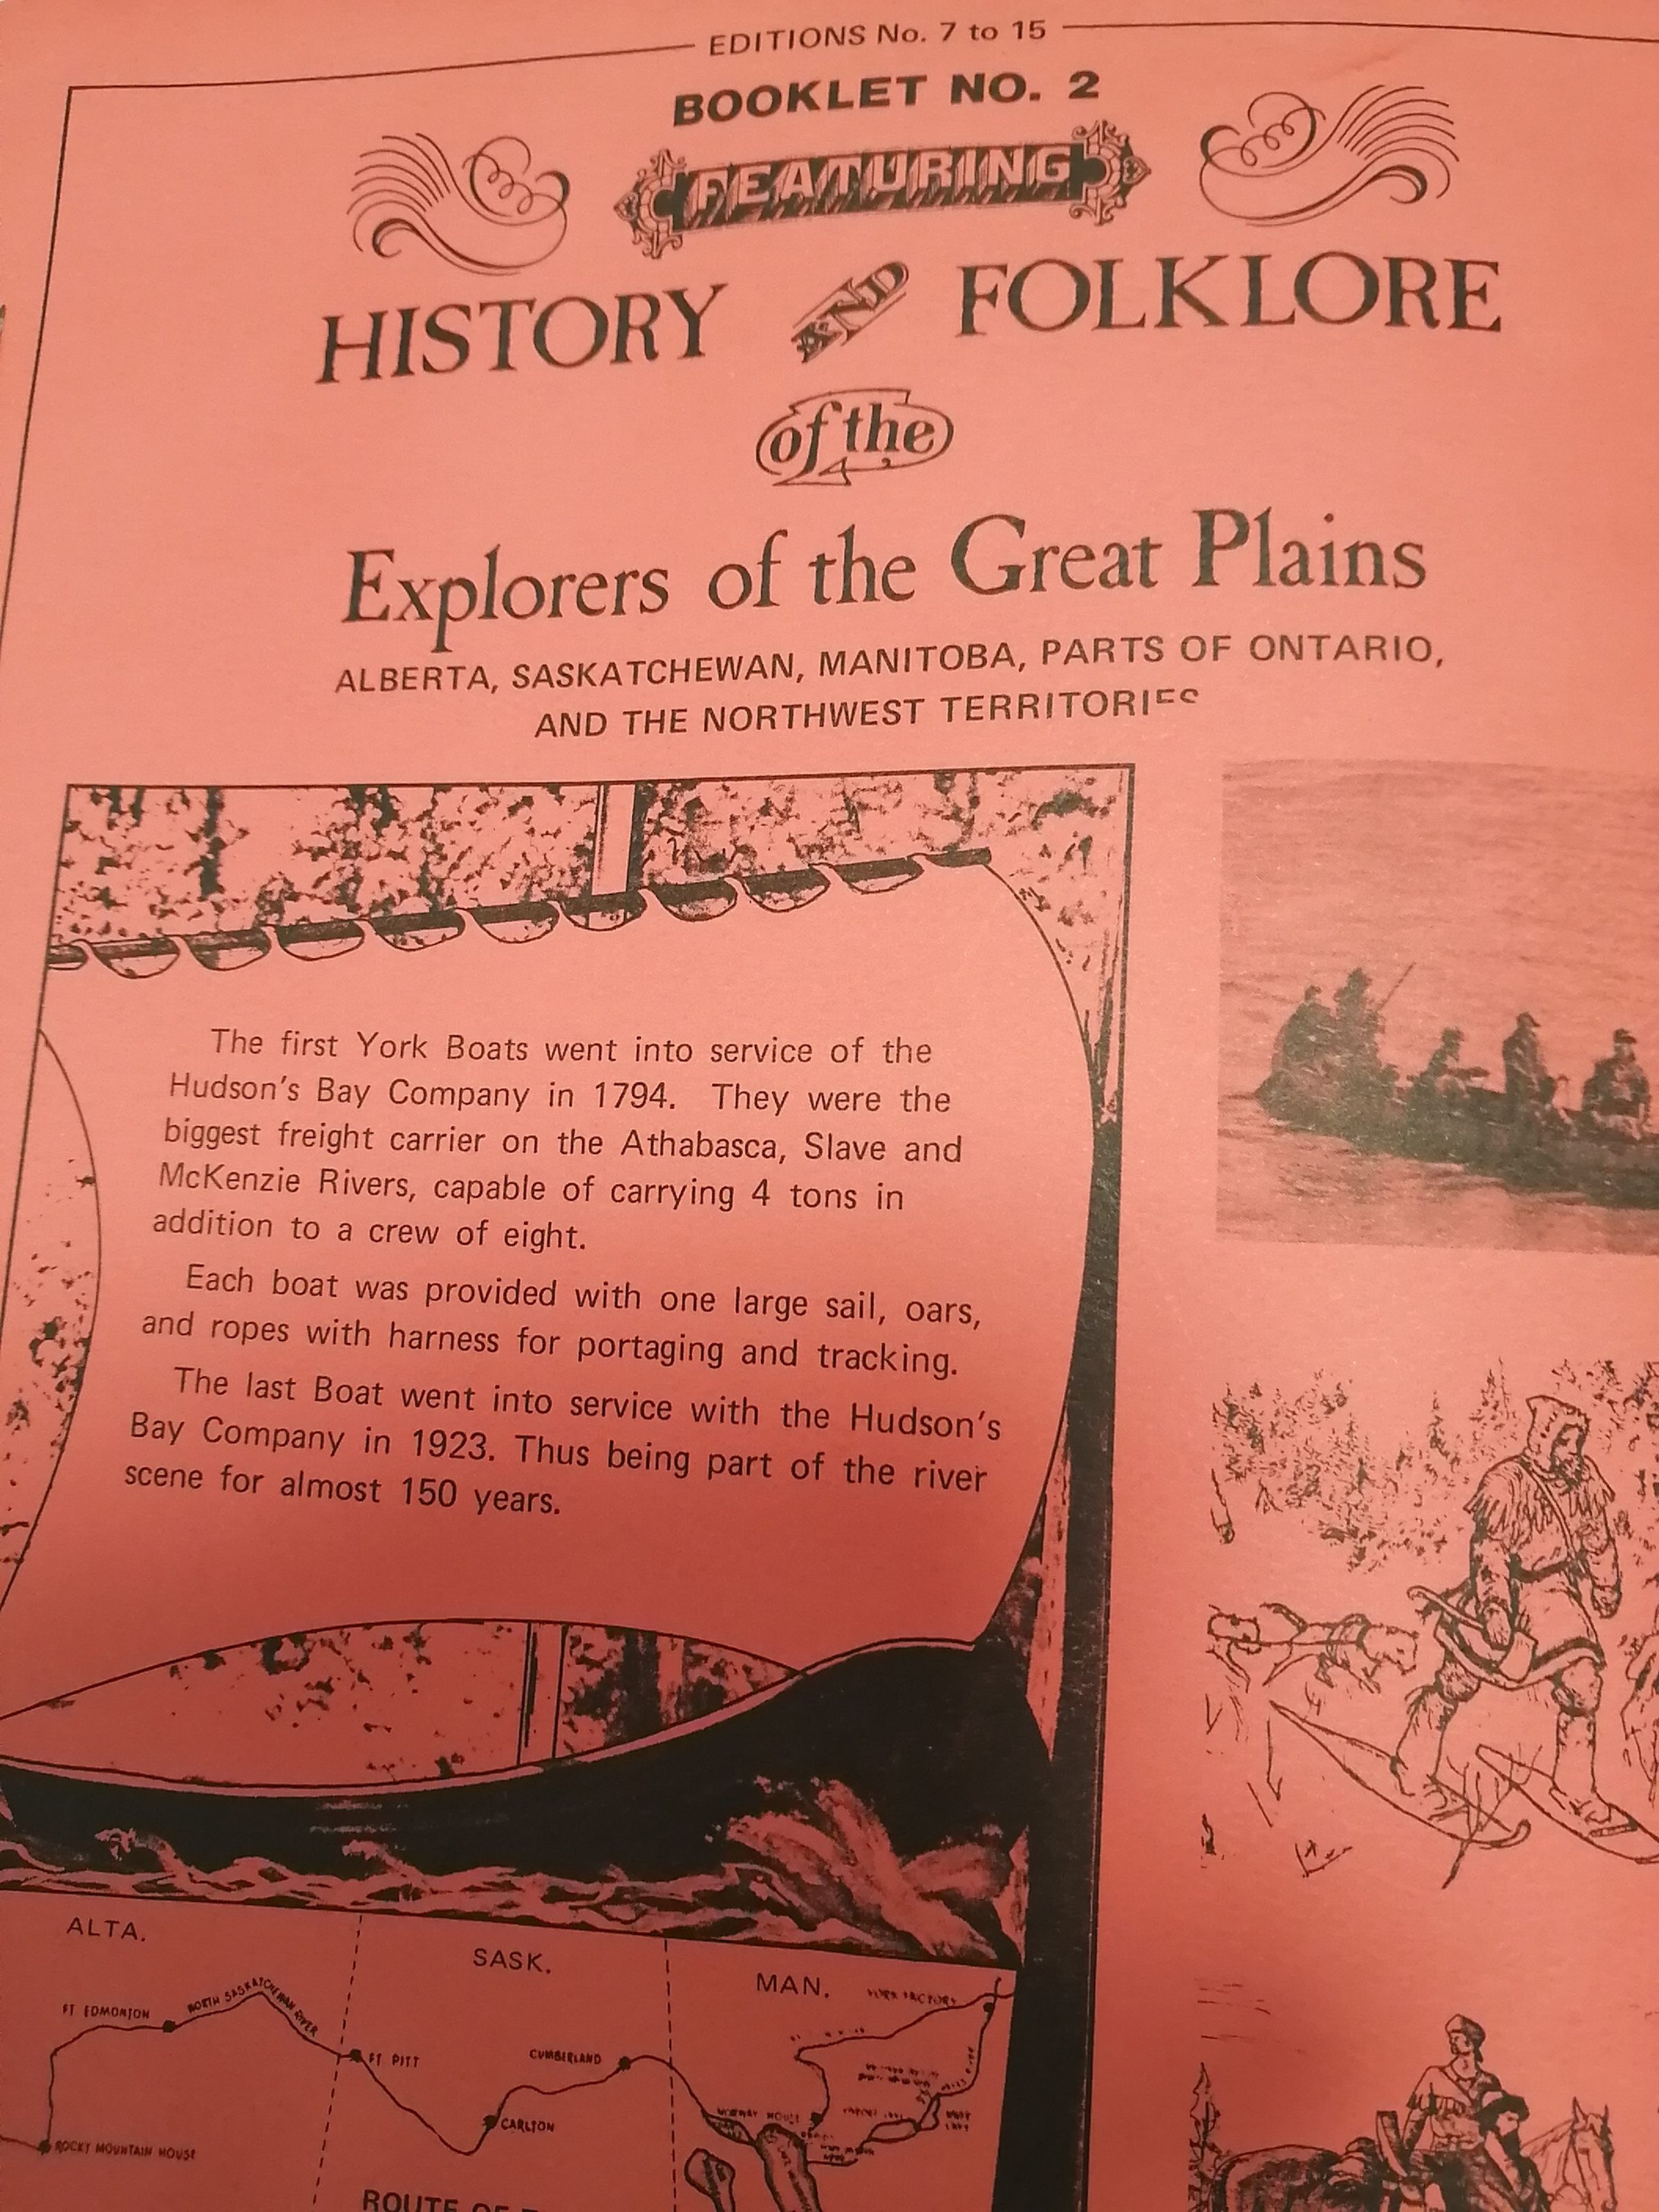 EDITIONS No. 7 to 15
BOOKLET NO. 2
FEATURING
HISTORY AND FOLKLORE
of the
Explorers of the Great Plains
ALBERTA, SASKATCHEWAN, MANITOBA, PARTS OF ONTARIO,
AND THE NORTHWEST TERRITORIES
The first York Boats went into service of the
Hudson's Bay Company in 1794. They were the
biggest freight carrier on the Athabasca, Slave and
McKenzie Rivers, capable of carrying 4 tons in
addition to a crew of eight.
Each boat was provided with one large sail, oars,
and ropes with harness for portaging and tracking.
The last Boat went into service with the Hudson's
Bay Company in 1923. Thus being part of the river
scene for almost 150 years.
ALTA.
SASK.
MAN.
YORK FACTORY
FT EDMONTON
NORTH SASKATCHEWAN RIVER
FT PITT
CUMBERLAND
CARLTON
NORWAY HOUSE
ROCKY MOUNTAIN HOUSE
ROUTE OF